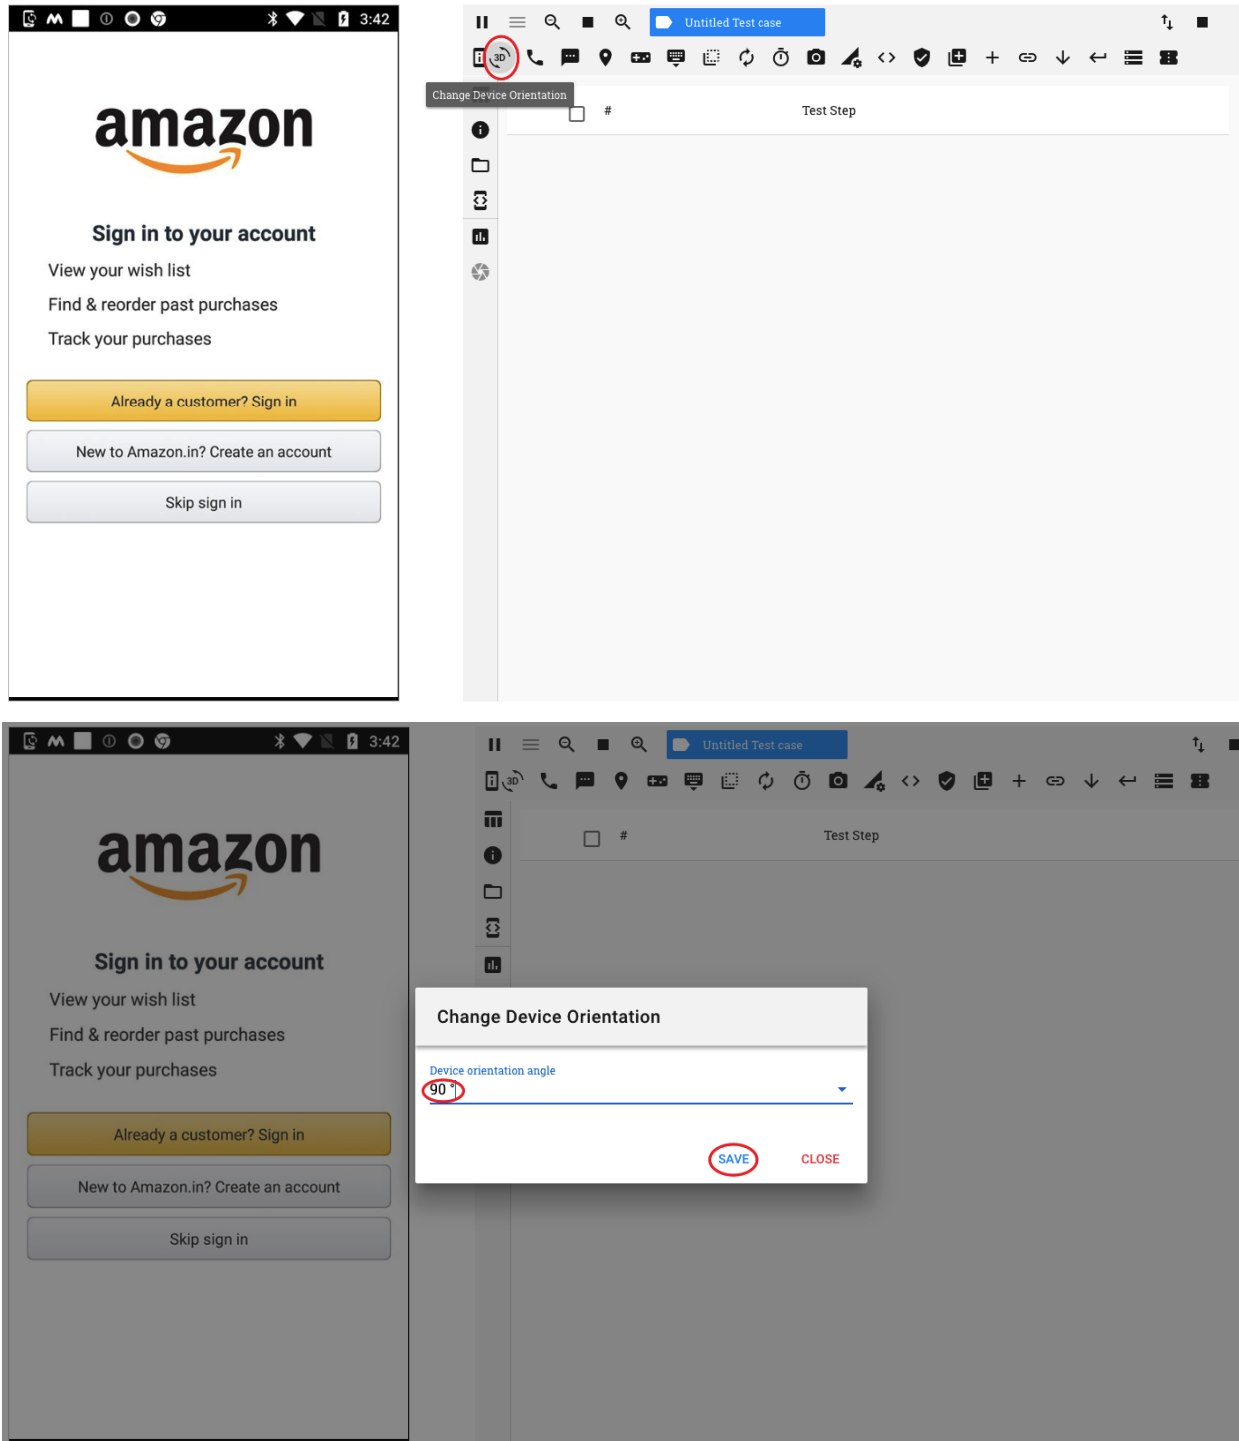 3:42
amazon
Sign in to your account
View your wish list
Find & reorder past purchases
Track your purchases
Already a customer? Sign in
New to Amazon.in? Create an account
Skip sign in
Untitled Test case
3D
Change Device Orientation
# Test Step
3:42
amazon
Sign in to your account
View your wish list
Find & reorder past purchases
Track your purchases
Already a customer? Sign in
New to Amazon.in? Create an account
Skip sign in
Untitled Test case
3D
# Test Step
Change Device Orientation
Device orientation angle
90 °
SAVE CLOSE